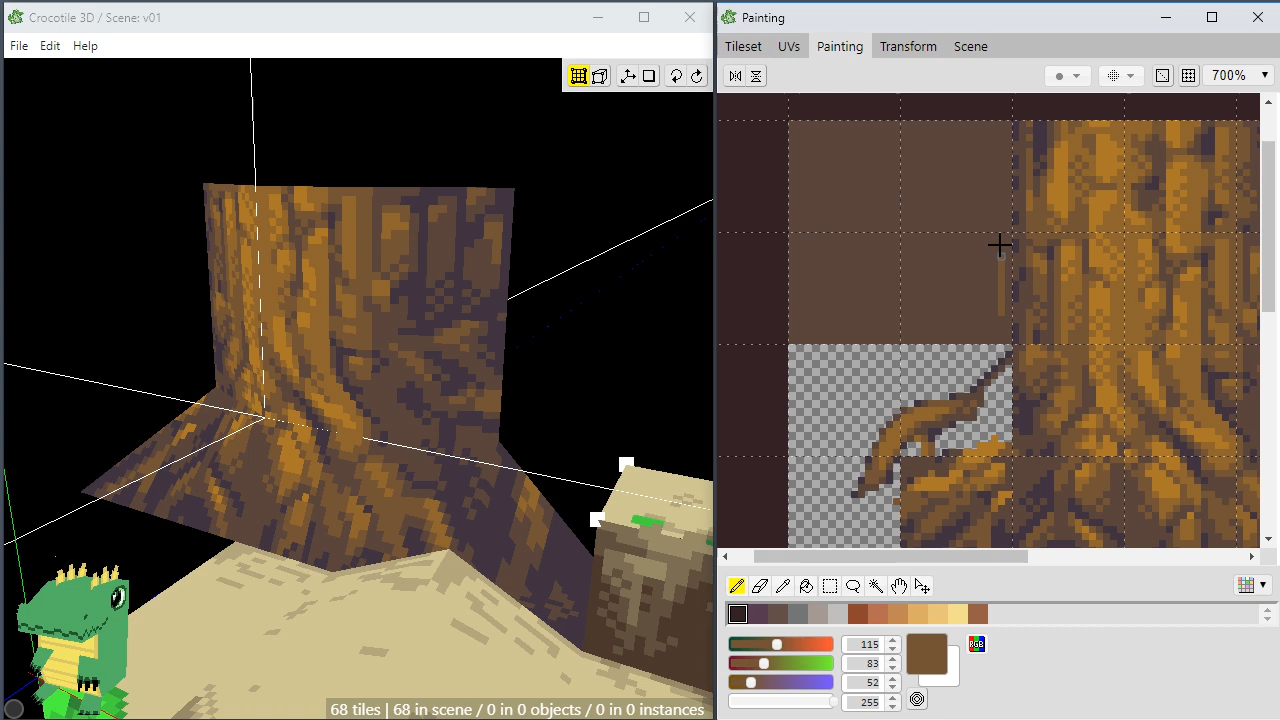 Crocotile 3D / Scene: v01
File Edit Help
68 tiles | 68 in scene / 0 in 0 objects / 0 in 0 instances
Painting
Tileset UVs Painting Transform Scene
700%
115
83
52
255
RGB